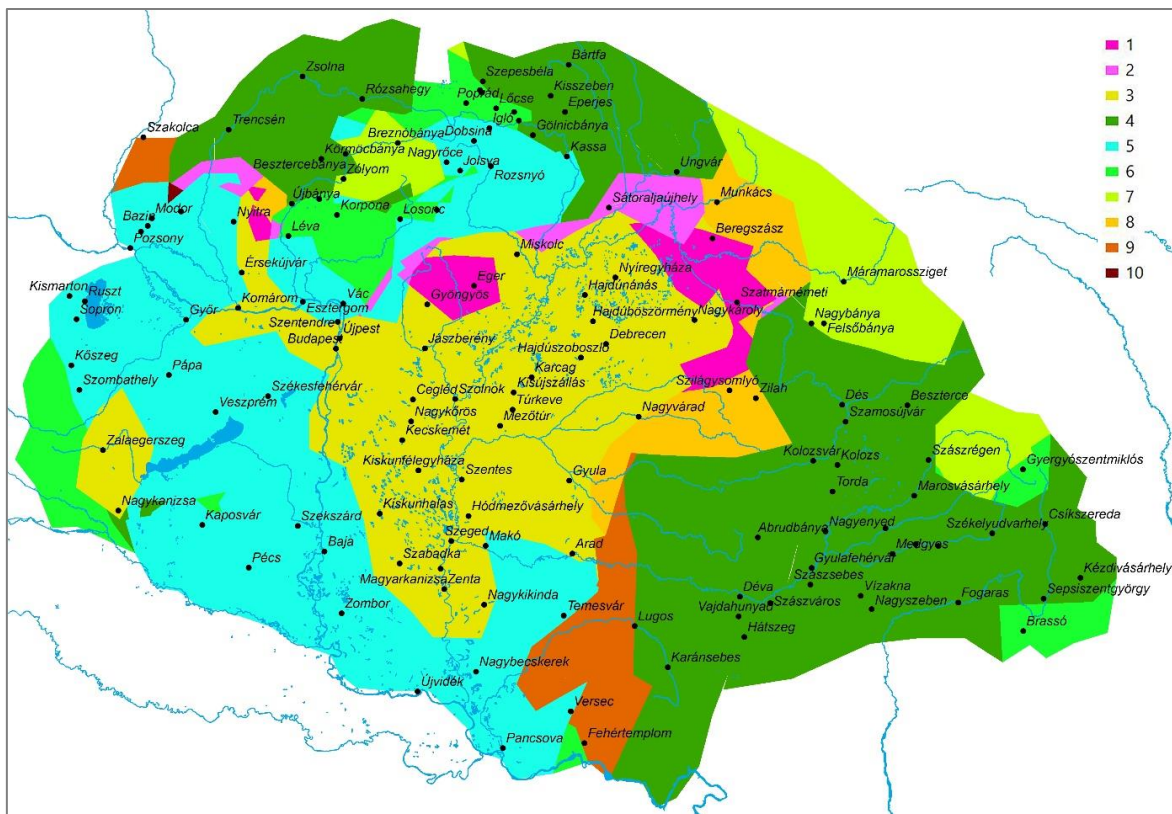 1
2
3
4
5
6
7
8
9
10
Bártfa
Zsolna
Szepesbéla
Kisszeben
Rózsahegy
Poprád
Lőcse
Eperjes
Igló
Szakolca
Trencsén
Breznóbánya
Dobsina
Gölnicbánya
Körmöcbánya
Nagyrőce
Kassa
Besztercebánya
Zólyom
Jolsva
Rozsnyó
Ungvár
Modor
Újbánya
Korpona
Losonc
Sátoraljaújhely
Munkács
Bazin
Nyitra
Léva
Pozsony
Miskolc
Beregszász
Érsekújvár
Eger
Nyíregyháza
Máramarossziget
Kismarton
Ruszt
Vác
Gyöngyös
Hajdúnánás
Szatmárnémeti
Sopron
Győr
Komárom
Esztergom
Szentendre
Újpest
Hajdúböszörmény
Nagykároly
Nagybánya
Felsőbánya
Budapest
Jászberény
Debrecen
Hajdúszoboszló
Kőszeg
Pápa
Karcag
Szombathely
Székesfehérvár
Cegléd
Szolnok
Kisújszállás
Szilágysomlyó
Zilah
Túrkeve
Dés
Beszterce
Veszprém
Nagykőrös
Mezőtúr
Nagyvárad
Szamosújvár
Kecskemét
Zalaegerszeg
Kiskunfélegyháza
Szentes
Gyula
Kolozsvár
Kolozs
Szászrégen
Gyergyószentmiklós
Torda
Marosvásárhely
Nagykanizsa
Kiskunhalas
Hódmezővásárhely
Kaposvár
Szekszárd
Csíkszereda
Szeged
Abrudbánya
Nagyenyed
Székelyudvarhely
Baja
Makó
Medgyes
Szabadka
Arad
Pécs
Gyulafehérvár
Kézdivásárhely
Magyarkanizsa
Zenta
Szászsebes
Déva
Vízakna
Sepsiszentgyörgy
Zombor
Nagykikinda
Temesvár
Vajdahunyad
Szászváros
Nagyszeben
Fogaras
Lugos
Hátszeg
Brassó
Karánsebes
Nagybecskerek
Újvidék
Versec
Pancsova
Fehértemplom